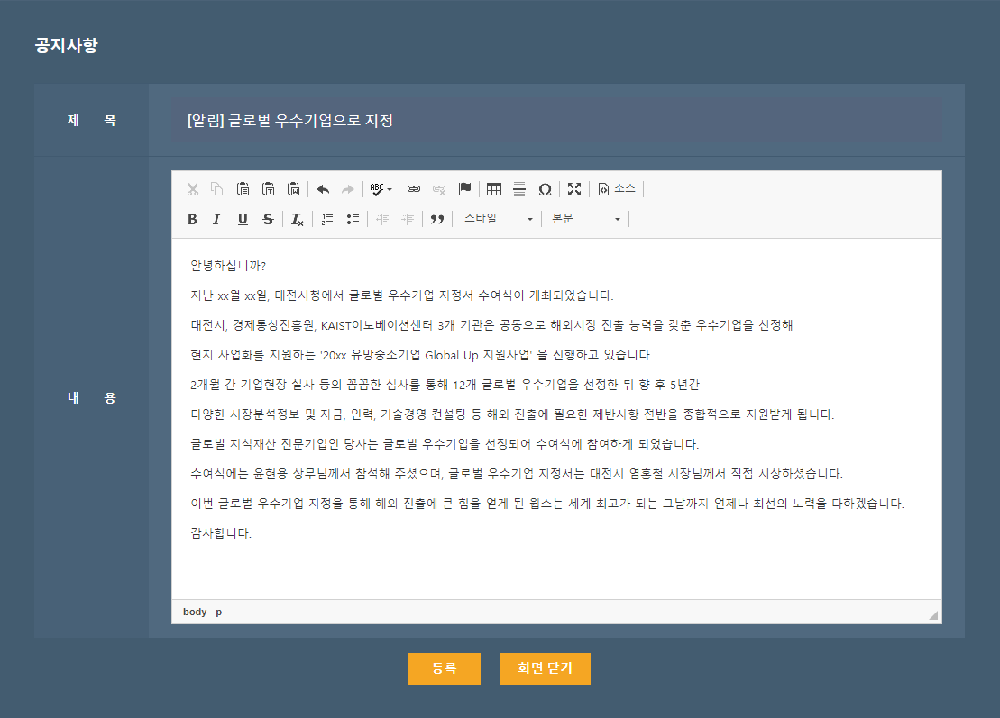 공지사항
제 목
[알림] 글로벌 우수기업으로 지정
내 용
ABC
소스
B I U S
스타일
본문
안녕하십니까?
지난 xx월 xx일, 대전시청에서 글로벌 우수기업 지정서 수여식이 개최되었습니다.
대전시, 경제통상진흥원, KAIST이노베이션센터 3개 기관은 공동으로 해외시장 진출 능력을 갖춘 우수기업을 선정해
현지 사업화를 지원하는 '20xx 유망중소기업 Global Up 지원사업' 을 진행하고 있습니다.
2개월 간 기업현장 실사 등의 꼼꼼한 심사를 통해 12개 글로벌 우수기업을 선정한 뒤 향 후 5년간
다양한 시장분석정보 및 자금, 인력, 기술경영 컨설팅 등 해외 진출에 필요한 제반사항 전반을 종합적으로 지원받게 됩니다.
글로벌 지식재산 전문기업인 당사는 글로벌 우수기업을 선정되어 수여식에 참여하게 되었습니다.
수여식에는 윤현용 상무님께서 참석해 주셨으며, 글로벌 우수기업 지정서는 대전시 염홍철 시장님께서 직접 시상하셨습니다.
이번 글로벌 우수기업 지정을 통해 해외 진출에 큰 힘을 얻게 된 윕스는 세계 최고가 되는 그날까지 언제나 최선의 노력을 다하겠습니다.
감사합니다.
body p
등록
화면 닫기